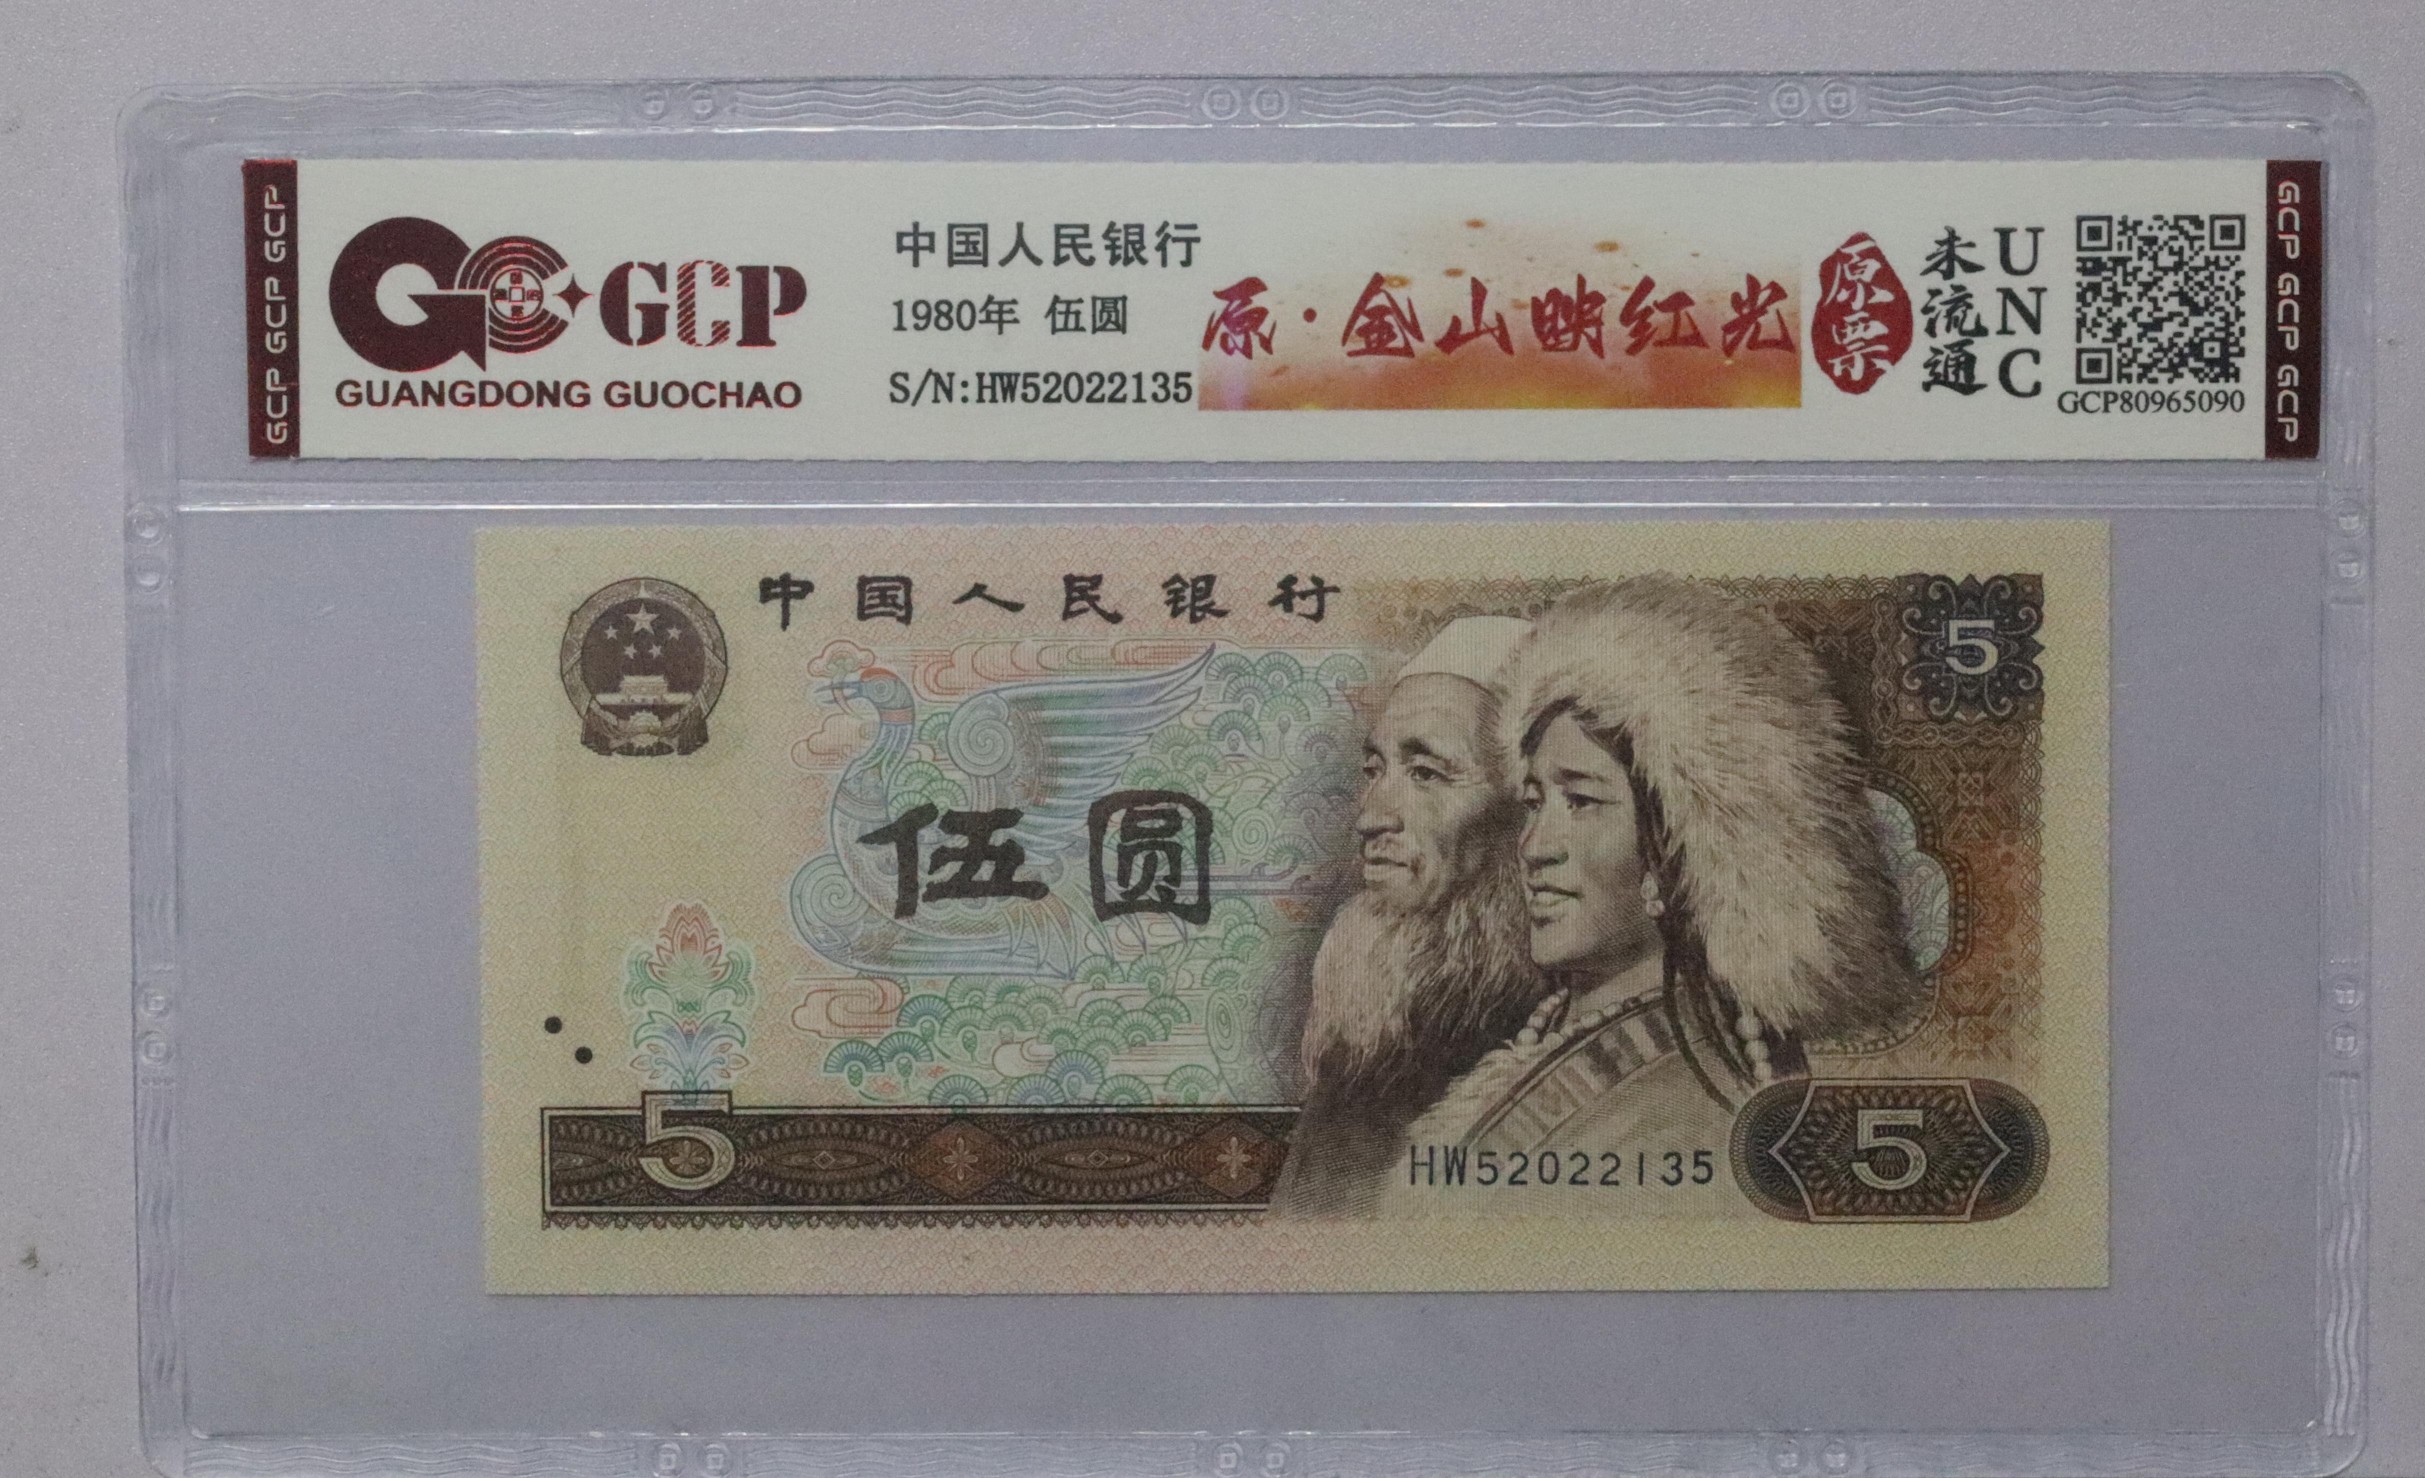 GCP GCP GCP
GCP
GUANGDONG GUOCHAO
中国人民银行
1980年 伍圆
S/N:HW52022135
原·金山映红光
原票
未流通
UNC
GCP80965090
GCP GCP GCP
中国人民银行
5
伍圆
5
HW52022135
5